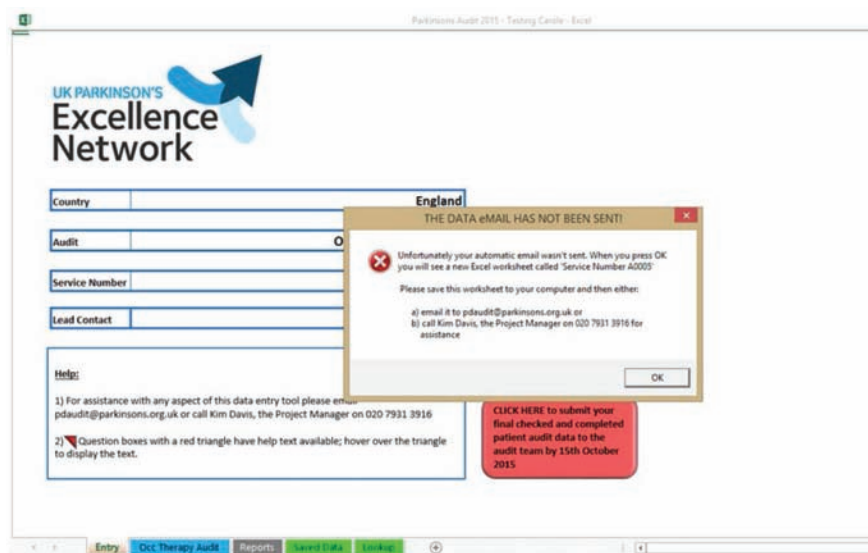 Parkinsons Audit 2015 - Testing Carole - Excel
UK PARKINSON'S
Excellence
Network
Country England
Audit O
Service Number
Lead Contact
THE DATA eMAIL HAS NOT BEEN SENT!
Unfortunately your automatic email wasn't sent. When you press OK
you will see a new Excel worksheet called 'Service Number A0005'
Please save this worksheet to your computer and then either:
a) email it to pdaudit@parkinsons.org.uk or
b) call Kim Davis, the Project Manager on 020 7931 3916 for
assistance
OK
Help:
1) For assistance with any aspect of this data entry tool please email
pdaudit@parkinsons.org.uk or call Kim Davis, the Project Manager on 020 7931 3916
2) Question boxes with a red triangle have help text available; hover over the triangle
to display the text.
CLICK HERE to submit your
final checked and completed
patient audit data to the
audit team by 15th October
2015
Entry Occ Therapy Audit Reports Saved Data Lookup